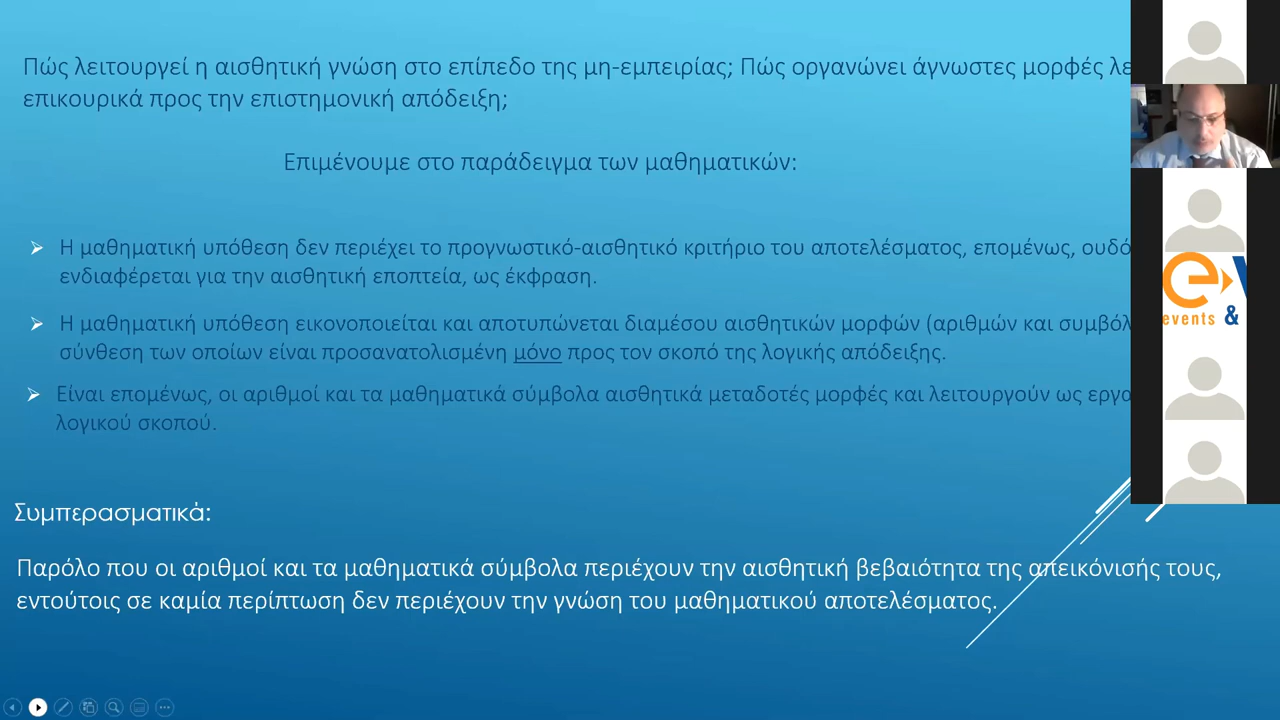 Πώς λειτουργεί η αισθητική γνώση στο επίπεδο της μη-εμπειρίας; Πώς οργανώνει άγνωστες μορφές
επικουρικά προς την επιστημονική απόδειξη;
Επιμένουμε στο παράδειγμα των μαθηματικών:
Η μαθηματική υπόθεση δεν περιέχει το προγνωστικό-αισθητικό κριτήριο του αποτελέσματος, επομένως,
ενδιαφέρεται για την αισθητική εποπτεία, ως έκφραση.
Η μαθηματική υπόθεση εικονοποιείται και αποτυπώνεται διαμέσου αισθητικών μορφών (αριθμών και
σύνθεση των οποίων είναι προσανατολισμένη μόνο προς τον σκοπό της λογικής απόδειξης.
Είναι επομένως, οι αριθμοί και τα μαθηματικά σύμβολα αισθητικά μεταδοτές μορφές και λειτουργούν ως
λογικού σκοπού.
Συμπερασματικά:
Παρόλο που οι αριθμοί και τα μαθηματικά σύμβολα περιέχουν την αισθητική βεβαιότητα της απεικόνισής τους,
εντούτοις σε καμία περίπτωση δεν περιέχουν την γνώση του μαθηματικού αποτελέσματος.
events &